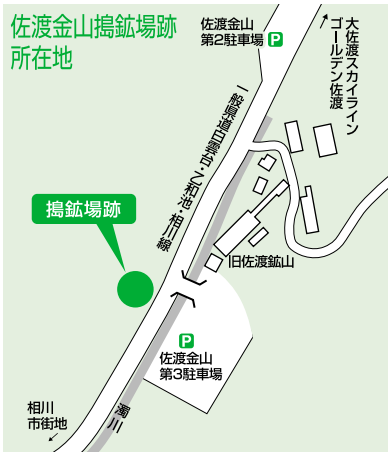 佐渡金山搗鉱場跡
所在地
佐渡金山
第2駐車場
P
大佐渡スカイライン
ゴールデン佐渡
一般県道白雲台・乙和池・相川線
搗鉱場跡
旧佐渡鉱山
P
佐渡金山
第3駐車場
相川
市街地
濁川